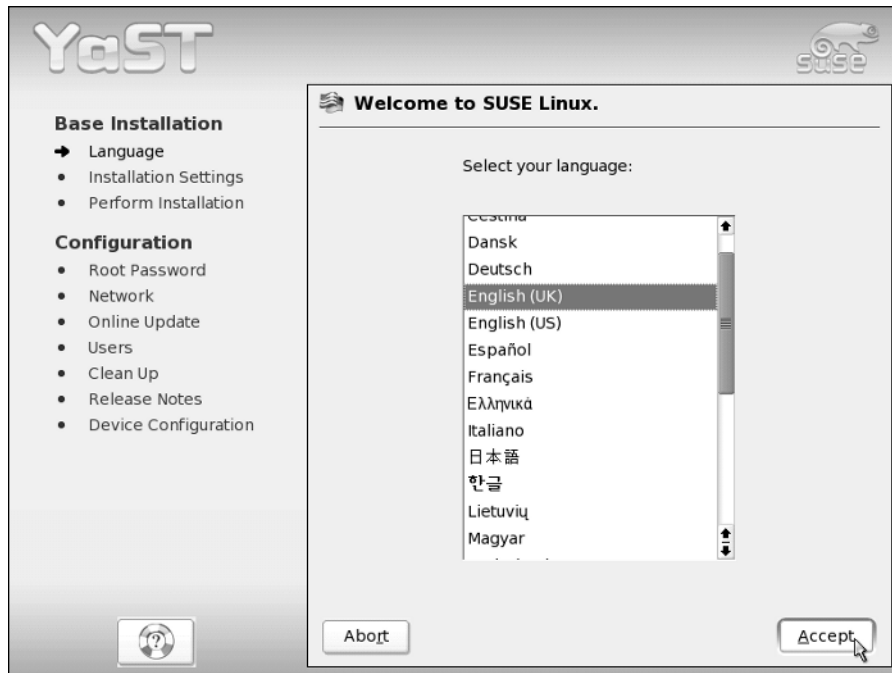 YaST
SUSE
Base Installation
Language
Installation Settings
Perform Installation
Configuration
Root Password
Network
Online Update
Users
Clean Up
Release Notes
Device Configuration
Welcome to SUSE Linux.
Select your language:
Dansk
Deutsch
English (UK)
English (US)
Español
Français
Ελληνικά
Italiano
日本語
한글
Lietuvių
Magyar
?
Abort
Accept